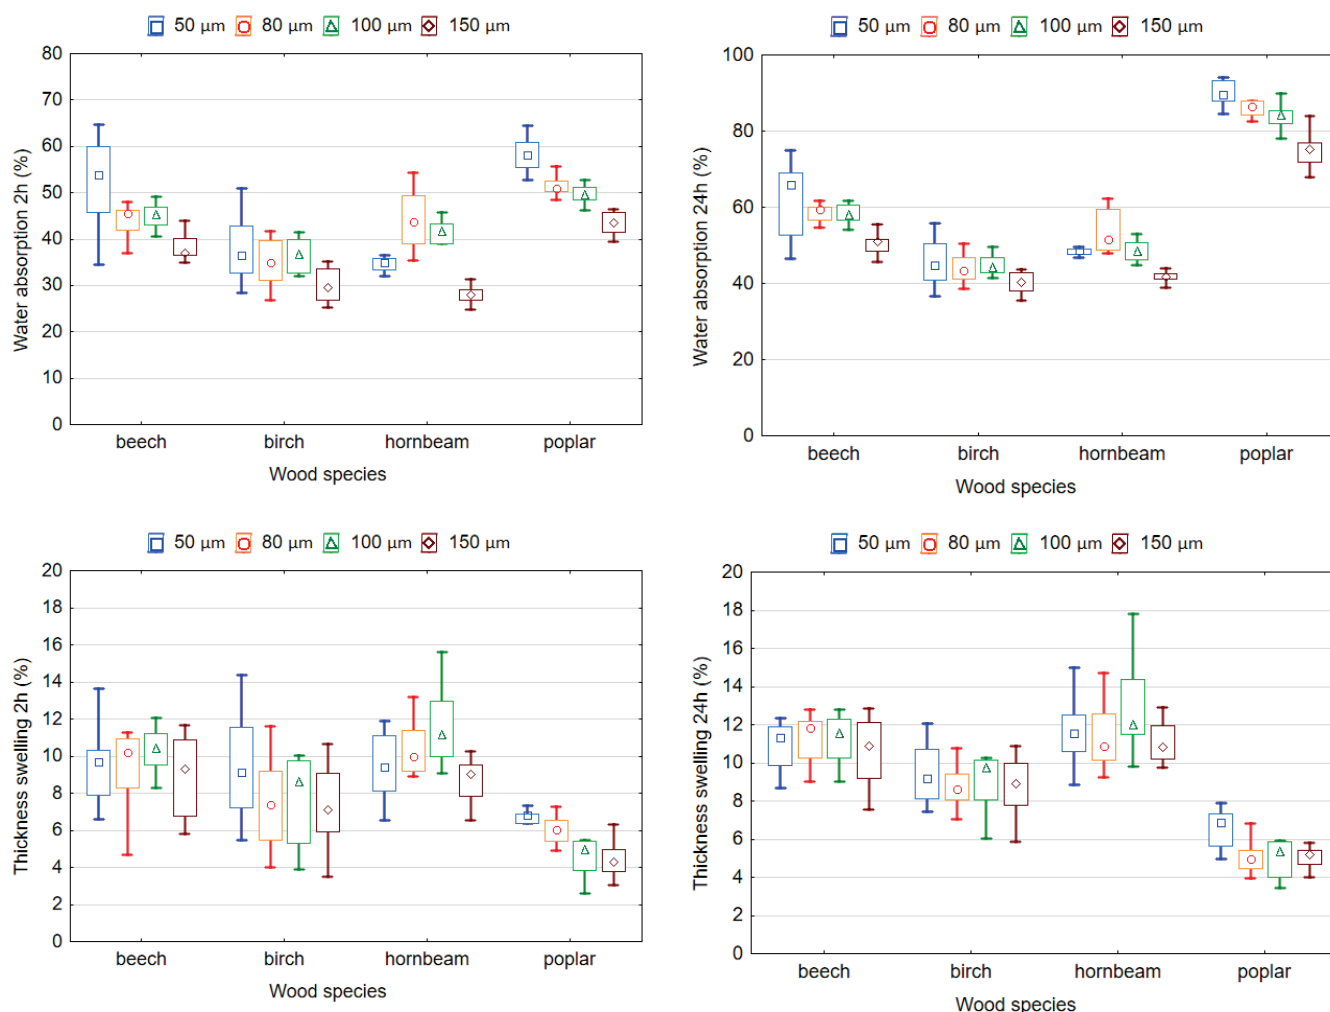 50 μm 80 μm 100 μm 150 μm
Water absorption 2h (%)
80
70
60
50
40
30
20
10
0
beech birch hornbeam poplar
Wood species
50 μm 80 μm 100 μm 150 μm
Water absorption 24h (%)
100
80
60
40
20
0
beech birch hornbeam poplar
Wood species
50 μm 80 μm 100 μm 150 μm
Thickness swelling 2h (%)
20
18
16
14
12
10
8
6
4
2
0
beech birch hornbeam poplar
Wood species
50 μm 80 μm 100 μm 150 μm
Thickness swelling 24h (%)
20
18
16
14
12
10
8
6
4
2
0
beech birch hornbeam poplar
Wood species